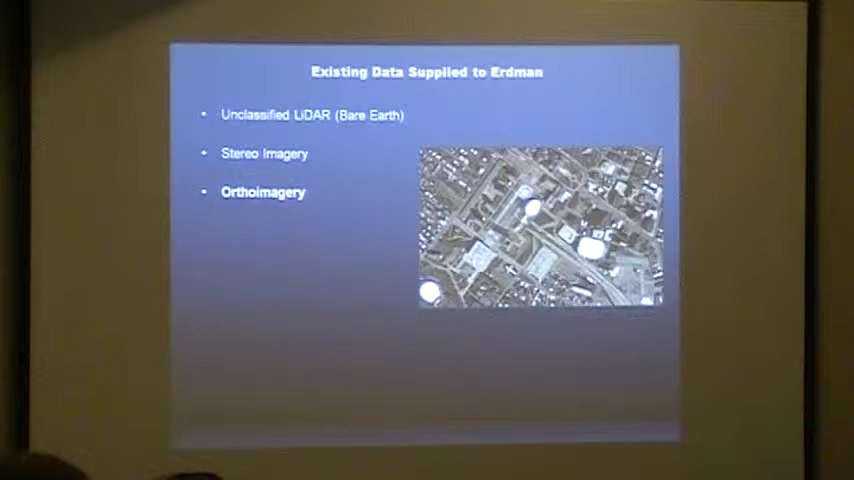 Existing Data Supplied to Erdman
• Unclassified LiDAR (Bare Earth)
• Stereo Imagery
• Orthoimagery